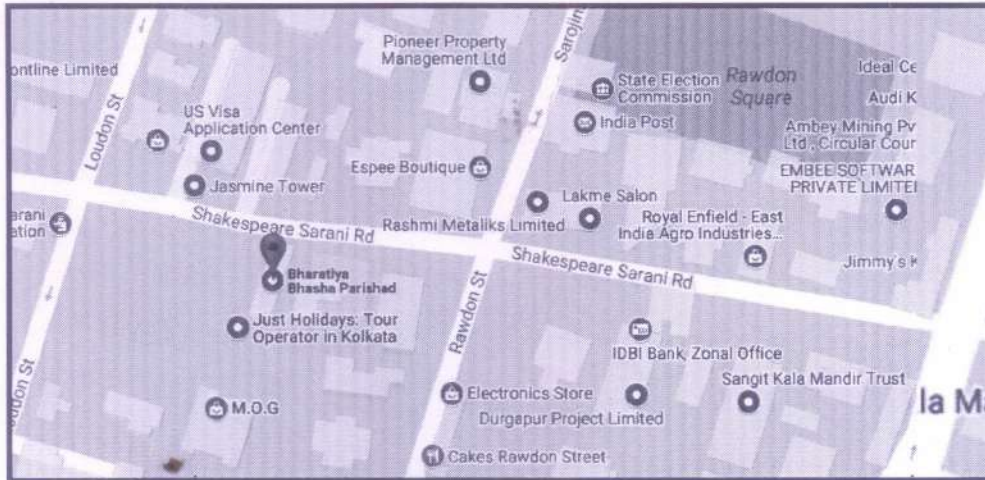 Pioneer Property
Management Ltd
Sarojin
ontline Limited
State Election
Commission
Rawdon
Square
Ideal Ce
Audi K
US Visa
Application Center
India Post
Ambey Mining Pv
Ltd., Circular Cour
Loudon St
Espee Boutique
EMBEE SOFTWAR
PRIVATE LIMITEI
Jasmine Tower
Lakme Salon
arani
ation
Shakespeare Sarani Rd
Rashmi Metaliks Limited
Royal Enfield - East
India Agro Industries...
Shakespeare Sarani Rd
Jimmy's K
Bharatiya
Bhasha Parishad
Rawdon St
Just Holidays: Tour
Operator in Kolkata
IDBI Bank, Zonal Office
Loudon St
Electronics Store
Sangit Kala Mandir Trust
M.O.G
Durgapur Project Limited
la Ma
Cakes Rawdon Street